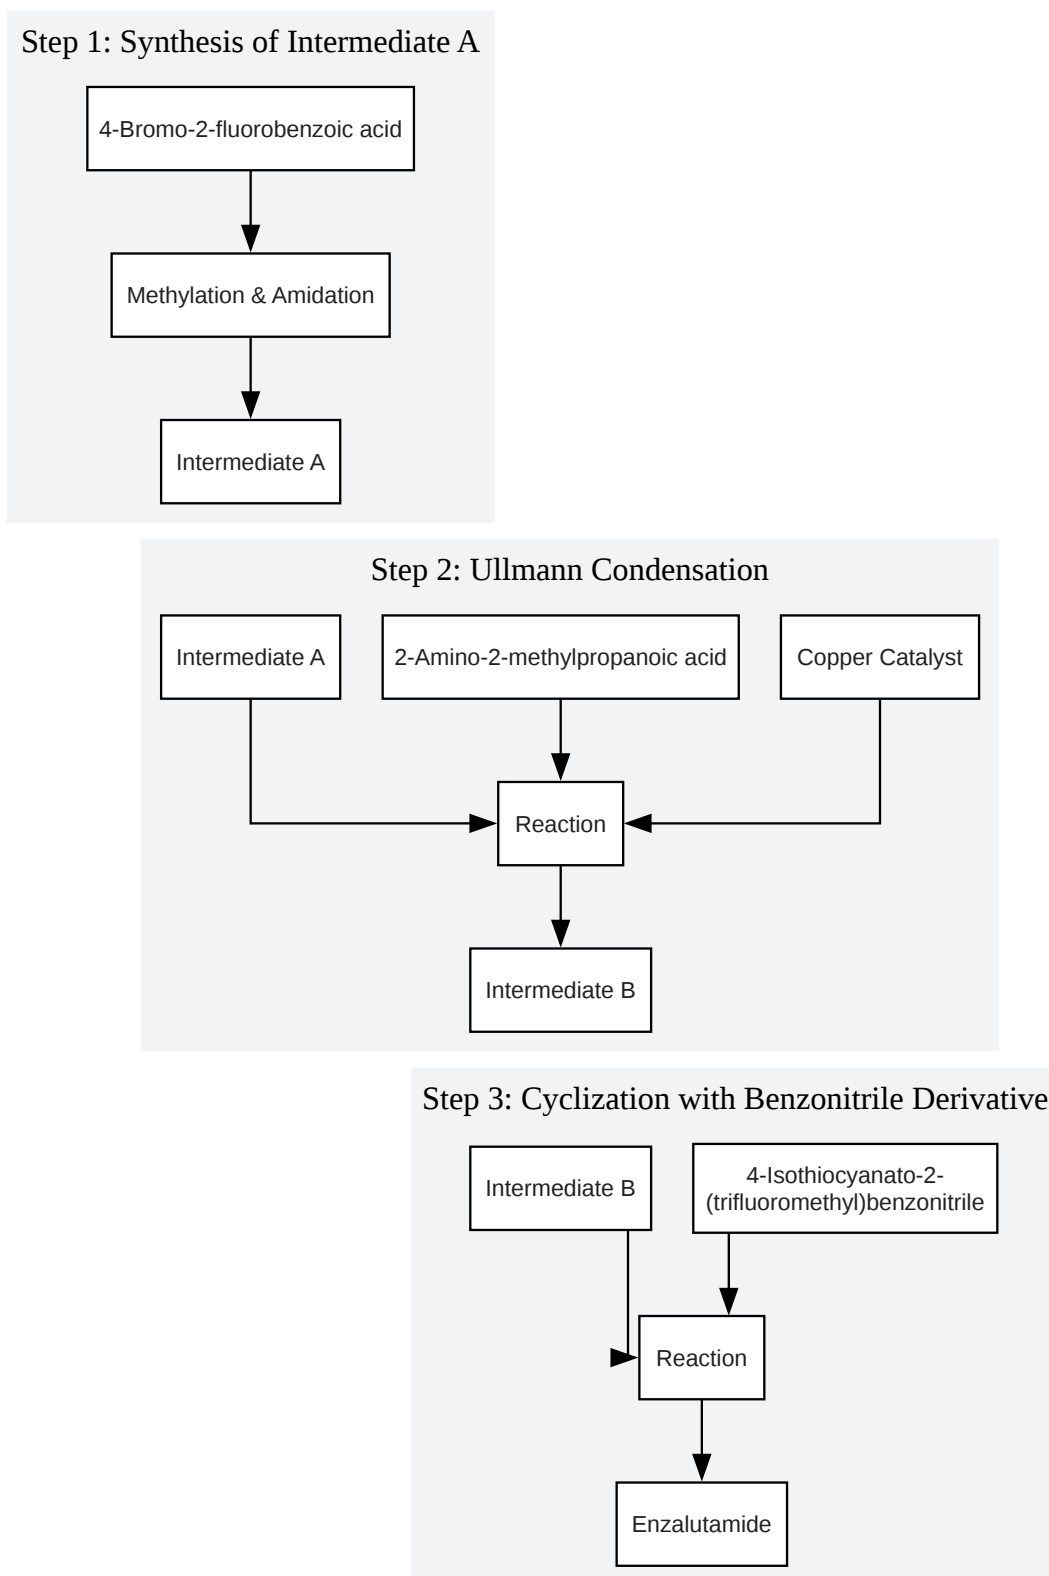 Step 1: Synthesis of Intermediate A
4-Bromo-2-fluorobenzoic acid
Methylation & Amidation
Intermediate A
Step 2: Ullmann Condensation
Intermediate A
2-Amino-2-methylpropanoic acid
Copper Catalyst
Reaction
Intermediate B
Step 3: Cyclization with Benzonitrile Derivative
Intermediate B
4-Isothiocyanato-2-
(trifluoromethyl)benzonitrile
Reaction
Enzalutamide